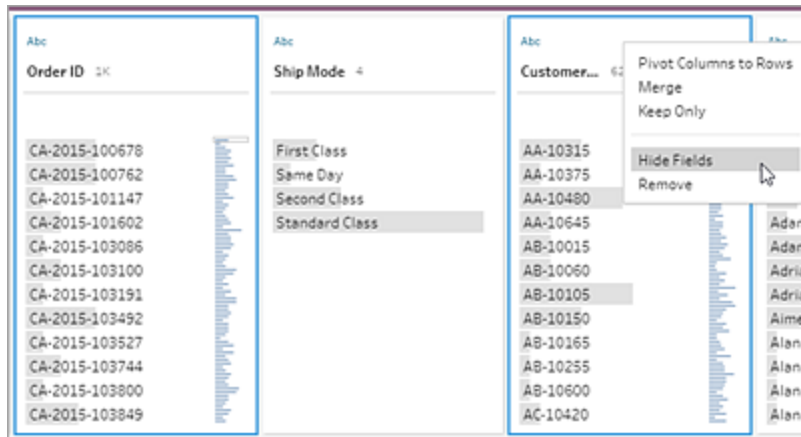 Abc
Order ID 1K
CA-2015-100678
CA-2015-100762
CA-2015-101147
CA-2015-101602
CA-2015-103086
CA-2015-103100
CA-2015-103191
CA-2015-103492
CA-2015-103527
CA-2015-103744
CA-2015-103800
CA-2015-103849
Abc
Ship Mode 4
First Class
Same Day
Second Class
Standard Class
Abc
Customer...
AA-10315
AA-10375
AA-10480
AA-10645
AB-10015
AB-10060
AB-10105
AB-10150
AB-10165
AB-10255
AB-10600
AC-10420
Pivot Columns to Rows
Merge
Keep Only
Hide Fields
Remove